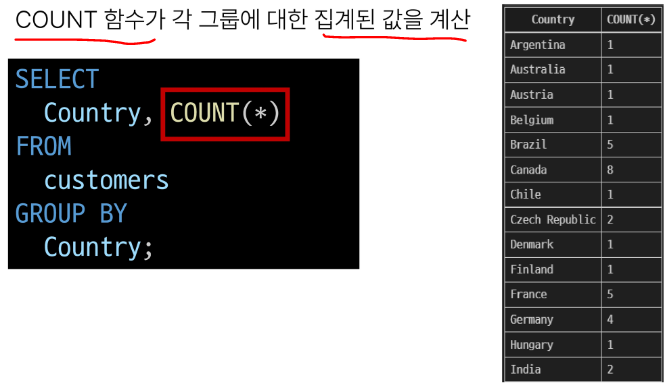 COUNT 함수가 각 그룹에 대한 집계된 값을 계산
SELECT
Country, COUNT(*)
FROM
customers
GROUP BY
Country;
Country COUNT(*)
Argentina 1
Australia 1
Austria 1
Belgium 1
Brazil 5
Canada 8
Chile 1
Czech Republic 2
Denmark 1
Finland 1
France 5
Germany 4
Hungary 1
India 2